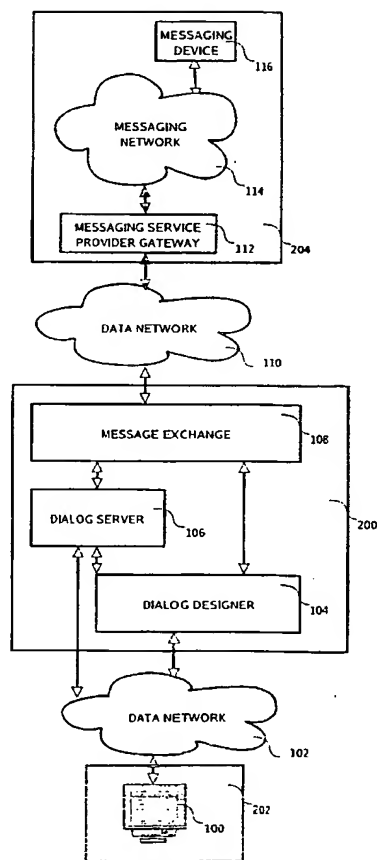 MESSAGING
DEVICE
116
MESSAGING
NETWORK
114
MESSAGING SERVICE
PROVIDER GATEWAY
112
204
DATA NETWORK
110
MESSAGE EXCHANGE
108
DIALOG SERVER
106
200
DIALOG DESIGNER
104
DATA NETWORK
102
100
202